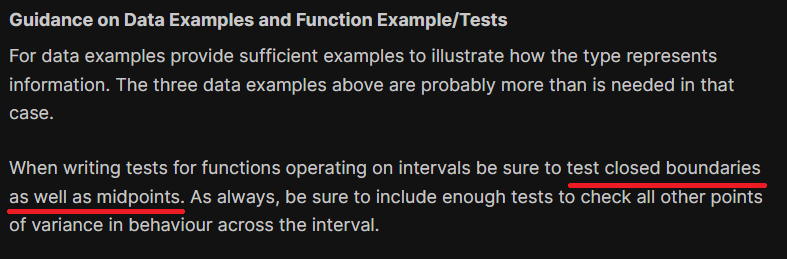 Guidance on Data Examples and Function Example/Tests
For data examples provide sufficient examples to illustrate how the type represents
information. The three data examples above are probably more than is needed in that
case.
When writing tests for functions operating on intervals be sure to test closed boundaries
as well as midpoints. As always, be sure to include enough tests to check all other points
of variance in behaviour across the interval.